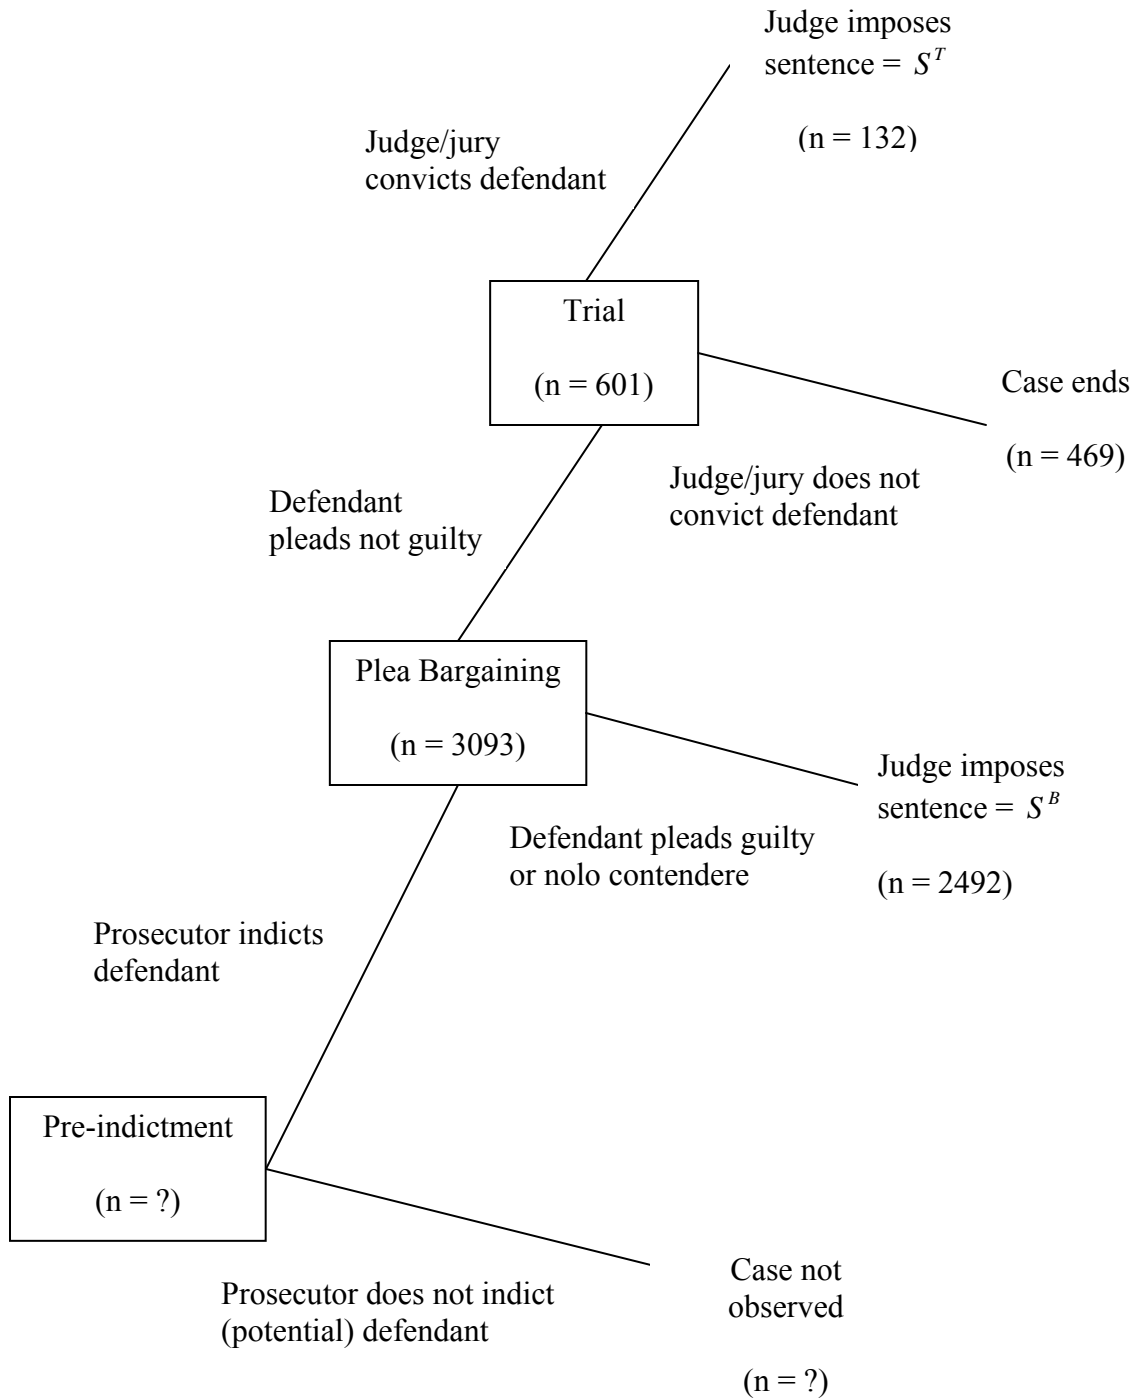 Judge imposes
sentence = S^T
(n = 132)
Judge/jury
convicts defendant
Trial
(n = 601)
Case ends
(n = 469)
Judge/jury does not
convict defendant
Defendant
pleads not guilty
Plea Bargaining
(n = 3093)
Judge imposes
sentence = S^B
(n = 2492)
Defendant pleads guilty
or nolo contendere
Prosecutor indicts
defendant
Pre-indictment
(n = ?)
Prosecutor does not indict
(potential) defendant
Case not
observed
(n = ?)